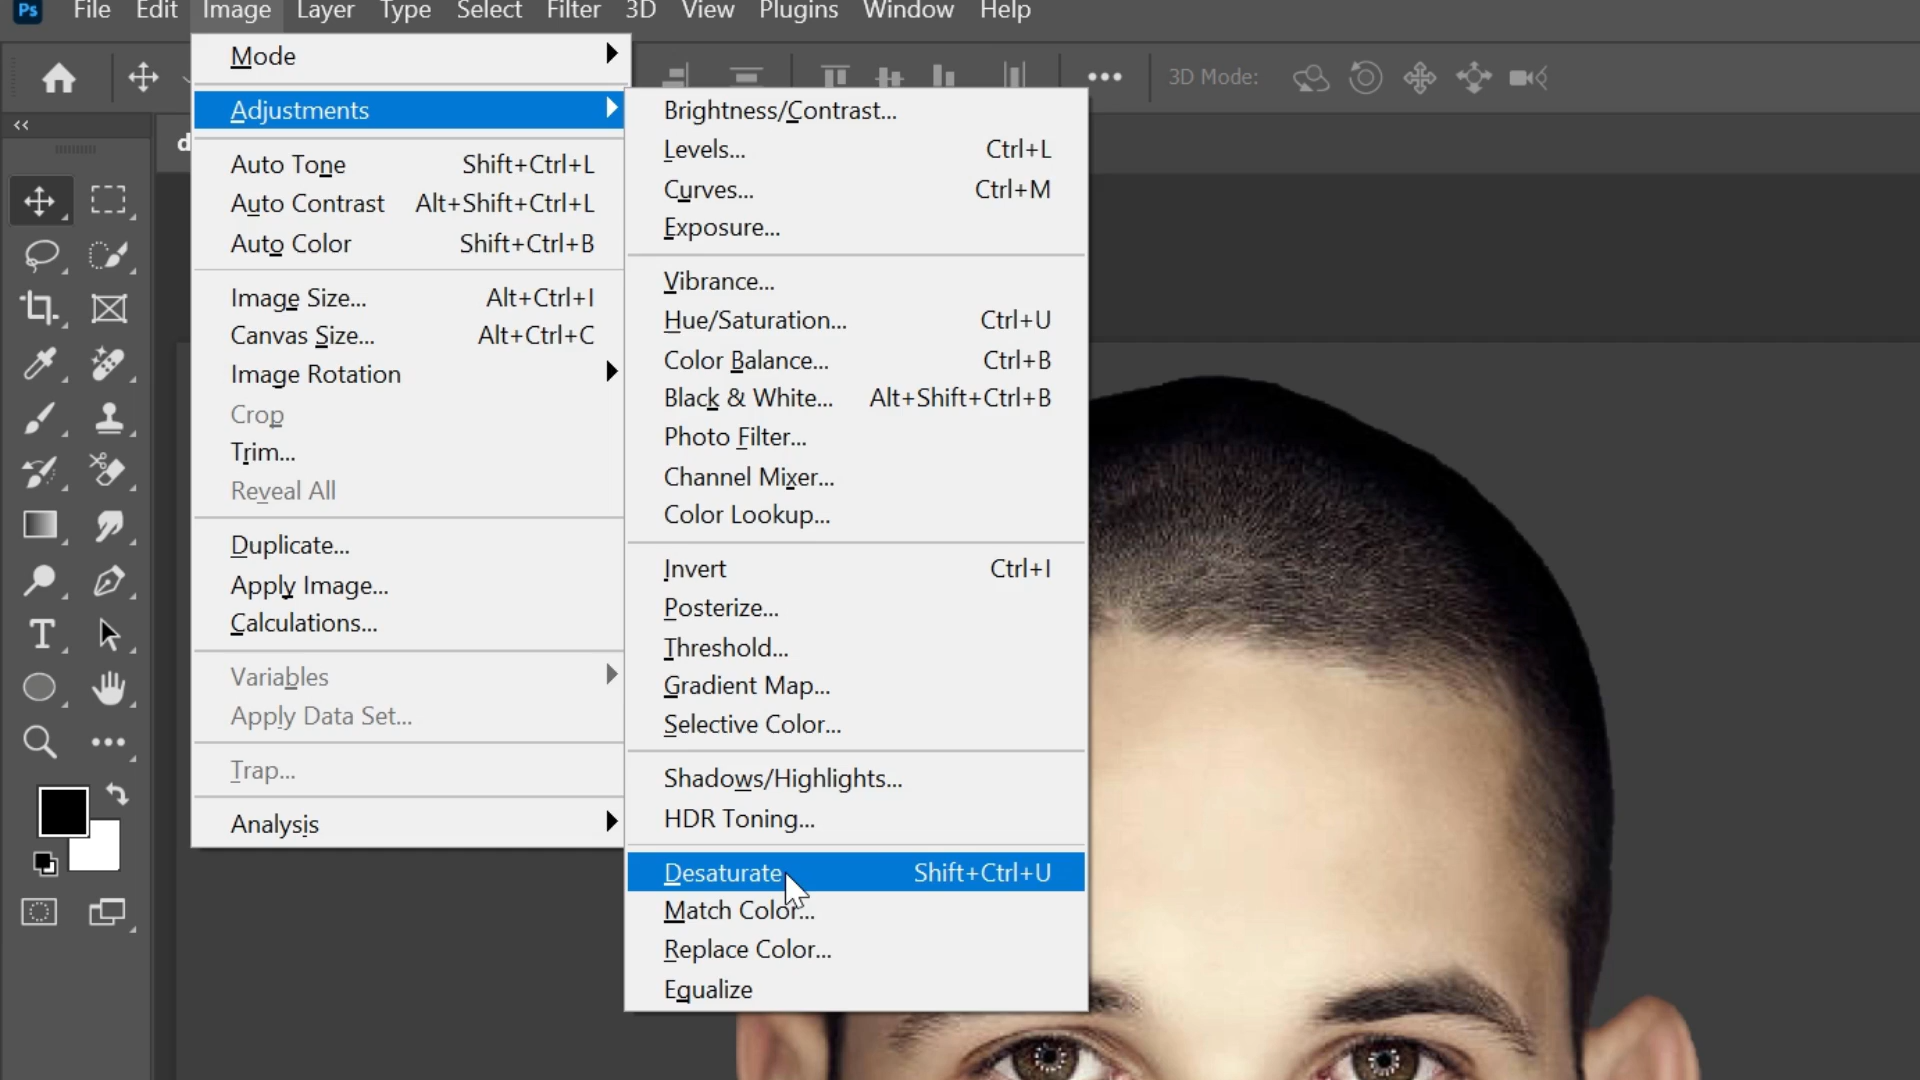 Ps File Edit Image Layer Type Select Filter 3D View Plugins Window Help
3D Mode:
d
Mode
Adjustments
Auto Tone Shift+Ctrl+L
Auto Contrast Alt+Shift+Ctrl+L
Auto Color Shift+Ctrl+B
Image Size... Alt+Ctrl+I
Canvas Size... Alt+Ctrl+C
Image Rotation
Crop
Trim...
Reveal All
Duplicate...
Apply Image...
Calculations...
Variables
Apply Data Set...
Trap...
Analysis
Brightness/Contrast...
Levels... Ctrl+L
Curves... Ctrl+M
Exposure...
Vibrance...
Hue/Saturation... Ctrl+U
Color Balance... Ctrl+B
Black & White... Alt+Shift+Ctrl+B
Photo Filter...
Channel Mixer...
Color Lookup...
Invert Ctrl+I
Posterize...
Threshold...
Gradient Map...
Selective Color...
Shadows/Highlights...
HDR Toning...
Desaturate Shift+Ctrl+U
Match Color...
Replace Color...
Equalize